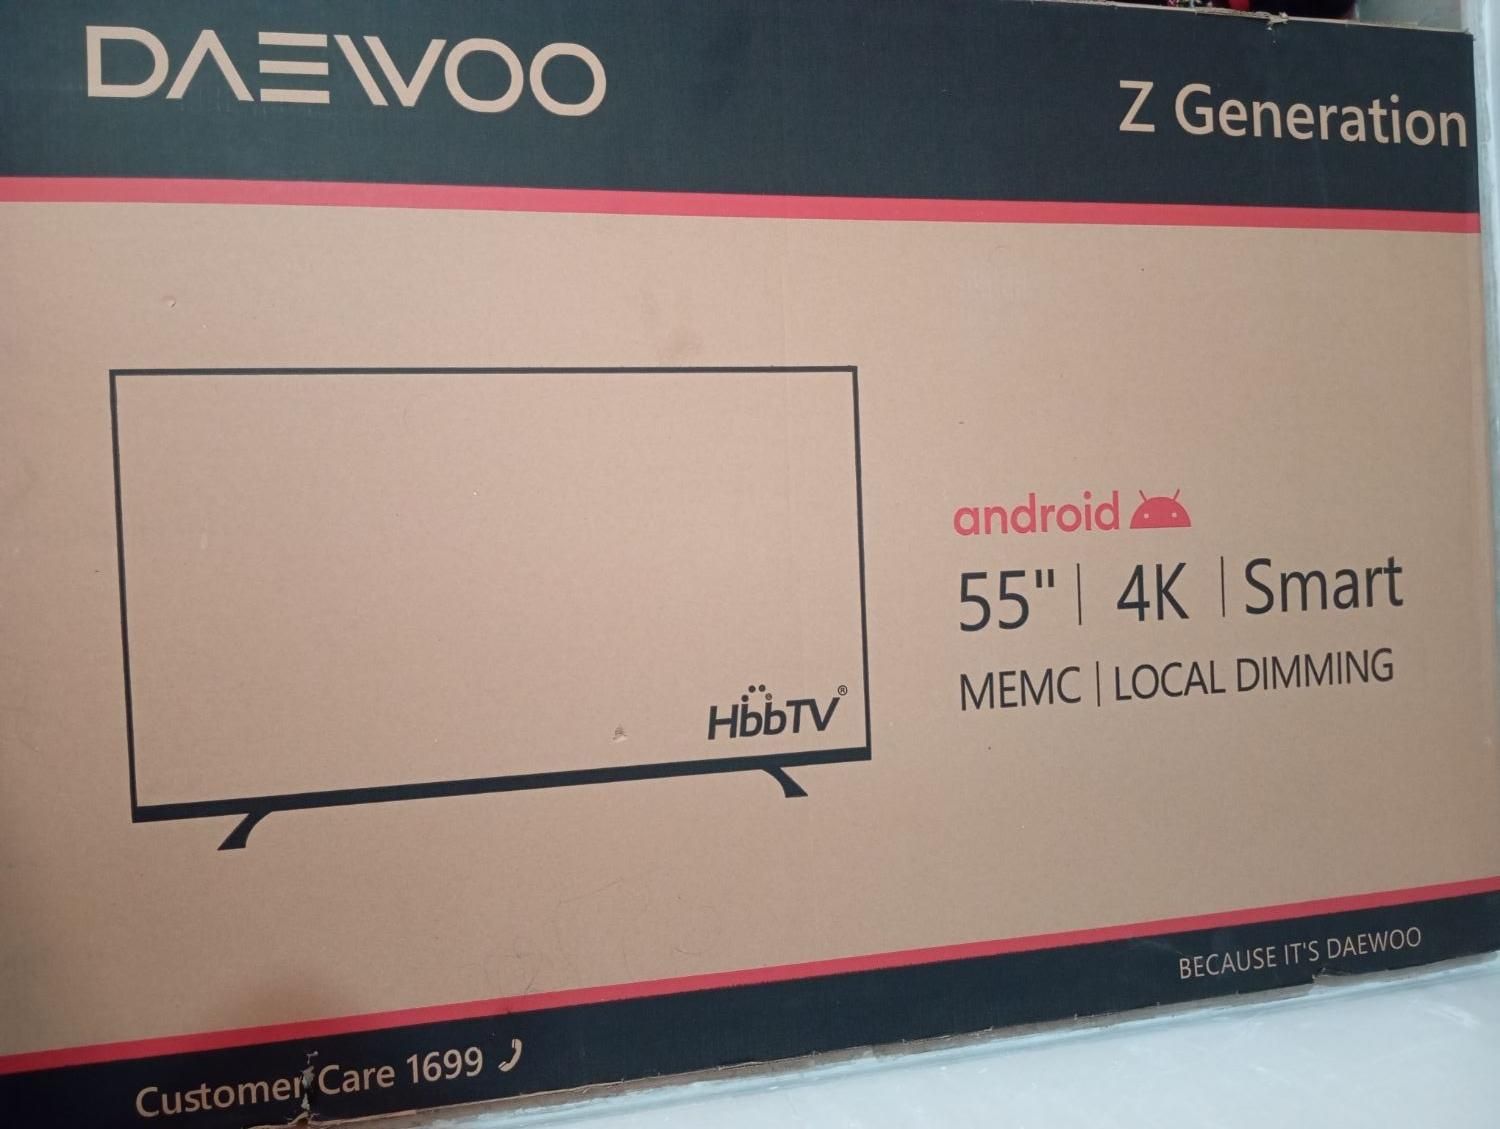 DAEWOO
Z Generation
android
55" | 4K | Smart
MEMC | LOCAL DIMMING
HbbTV®
BECAUSE IT'S DAEWOO
Customer Care 1699